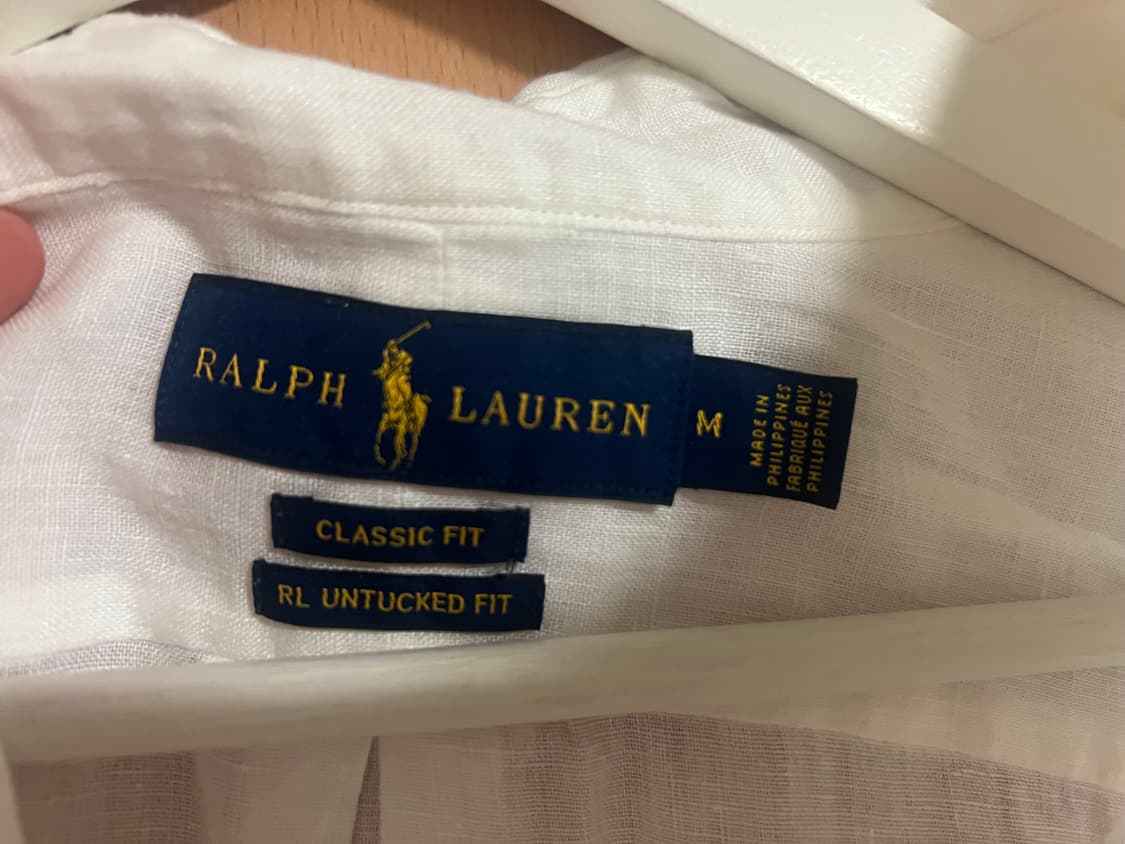 RALPH LAUREN
M
MADE IN
PHILIPPINES
FABRIQUÉ AUX
PHILIPPINES
CLASSIC FIT
RL UNTUCKED FIT